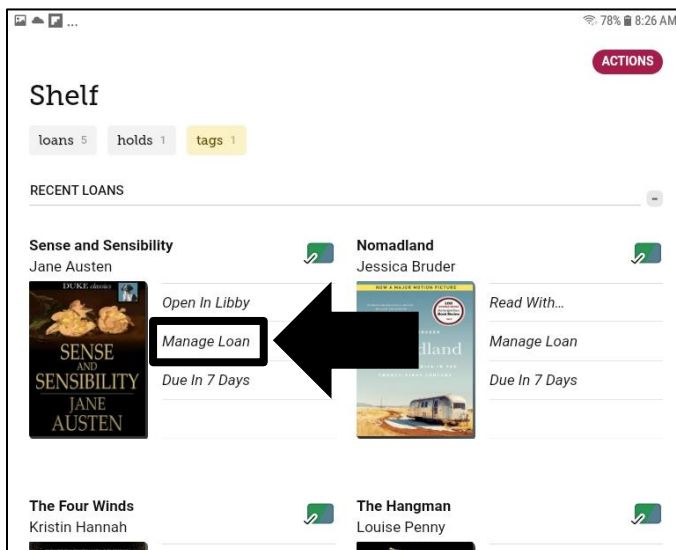 ... 78% 8:26 AM
ACTIONS
Shelf
loans 5 holds 1 tags 1
RECENT LOANS
Sense and Sensibility
Jane Austen
DUKE classics
SENSE
AND
SENSIBILITY
JANE
AUSTEN
Open In Libby
Manage Loan
Due In 7 Days
Nomadland
Jessica Bruder
NOW A MAJOR MOTION PICTURE
dland
Read With...
Manage Loan
Due In 7 Days
The Four Winds
Kristin Hannah
The Hangman
Louise Penny